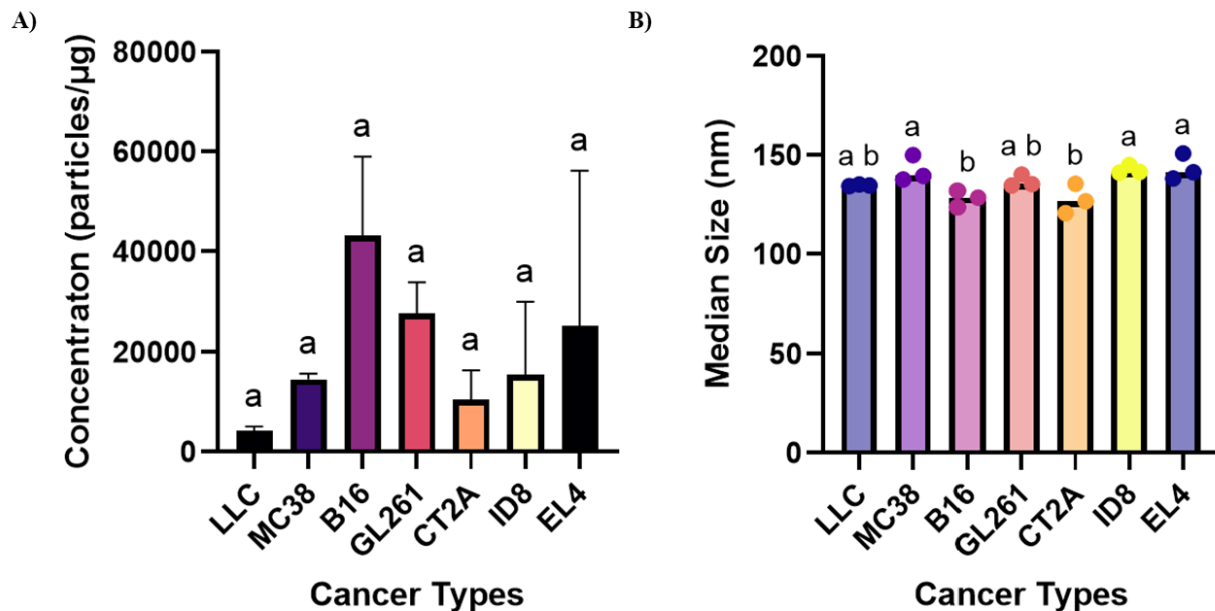 A)
Concentraton (particles/µg)
80000
60000
40000
20000
0
a
a
a
a
a
a
a
LLC
MC38
B16
GL261
CT2A
ID8
EL4
Cancer Types
B)
Median Size (nm)
200
150
100
50
0
a b
a
b
a b
b
a
a
LLC
MC38
B16
GL261
CT2A
ID8
EL4
Cancer Types